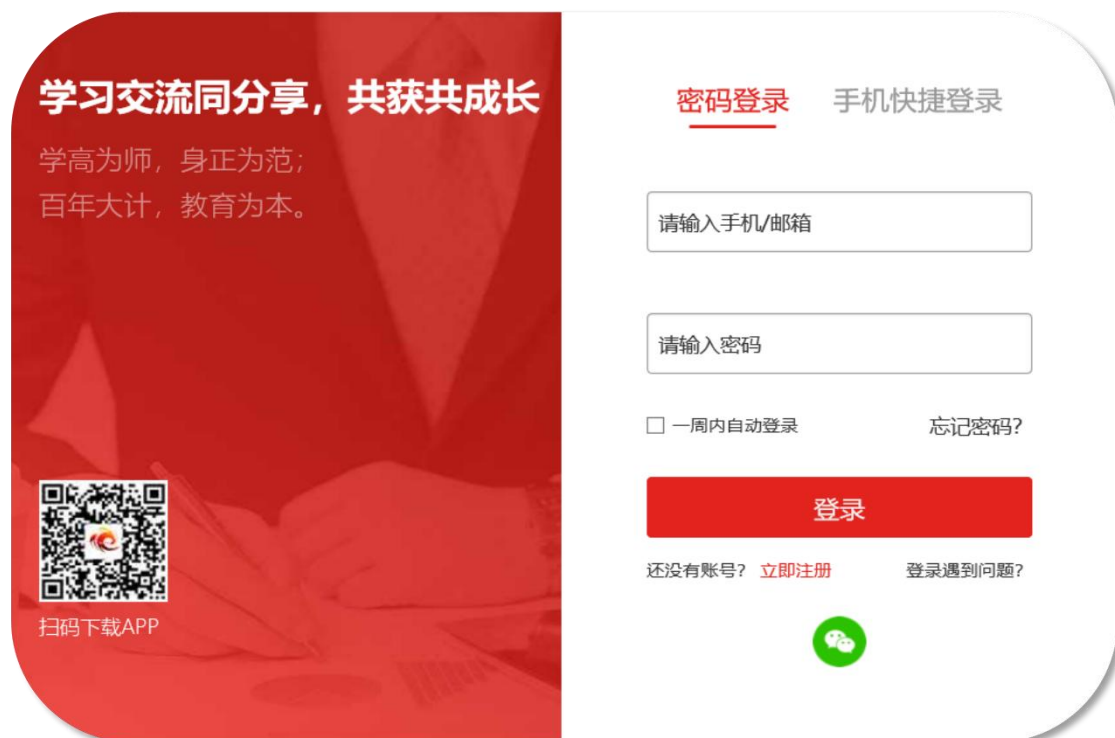 学习交流同分享，共获共成长
学高为师，身正为范；
百年大计，教育为本。
扫码下载APP
密码登录 手机快捷登录
请输入手机/邮箱
请输入密码
一周内自动登录 忘记密码?
登录
还没有账号? 立即注册 登录遇到问题?